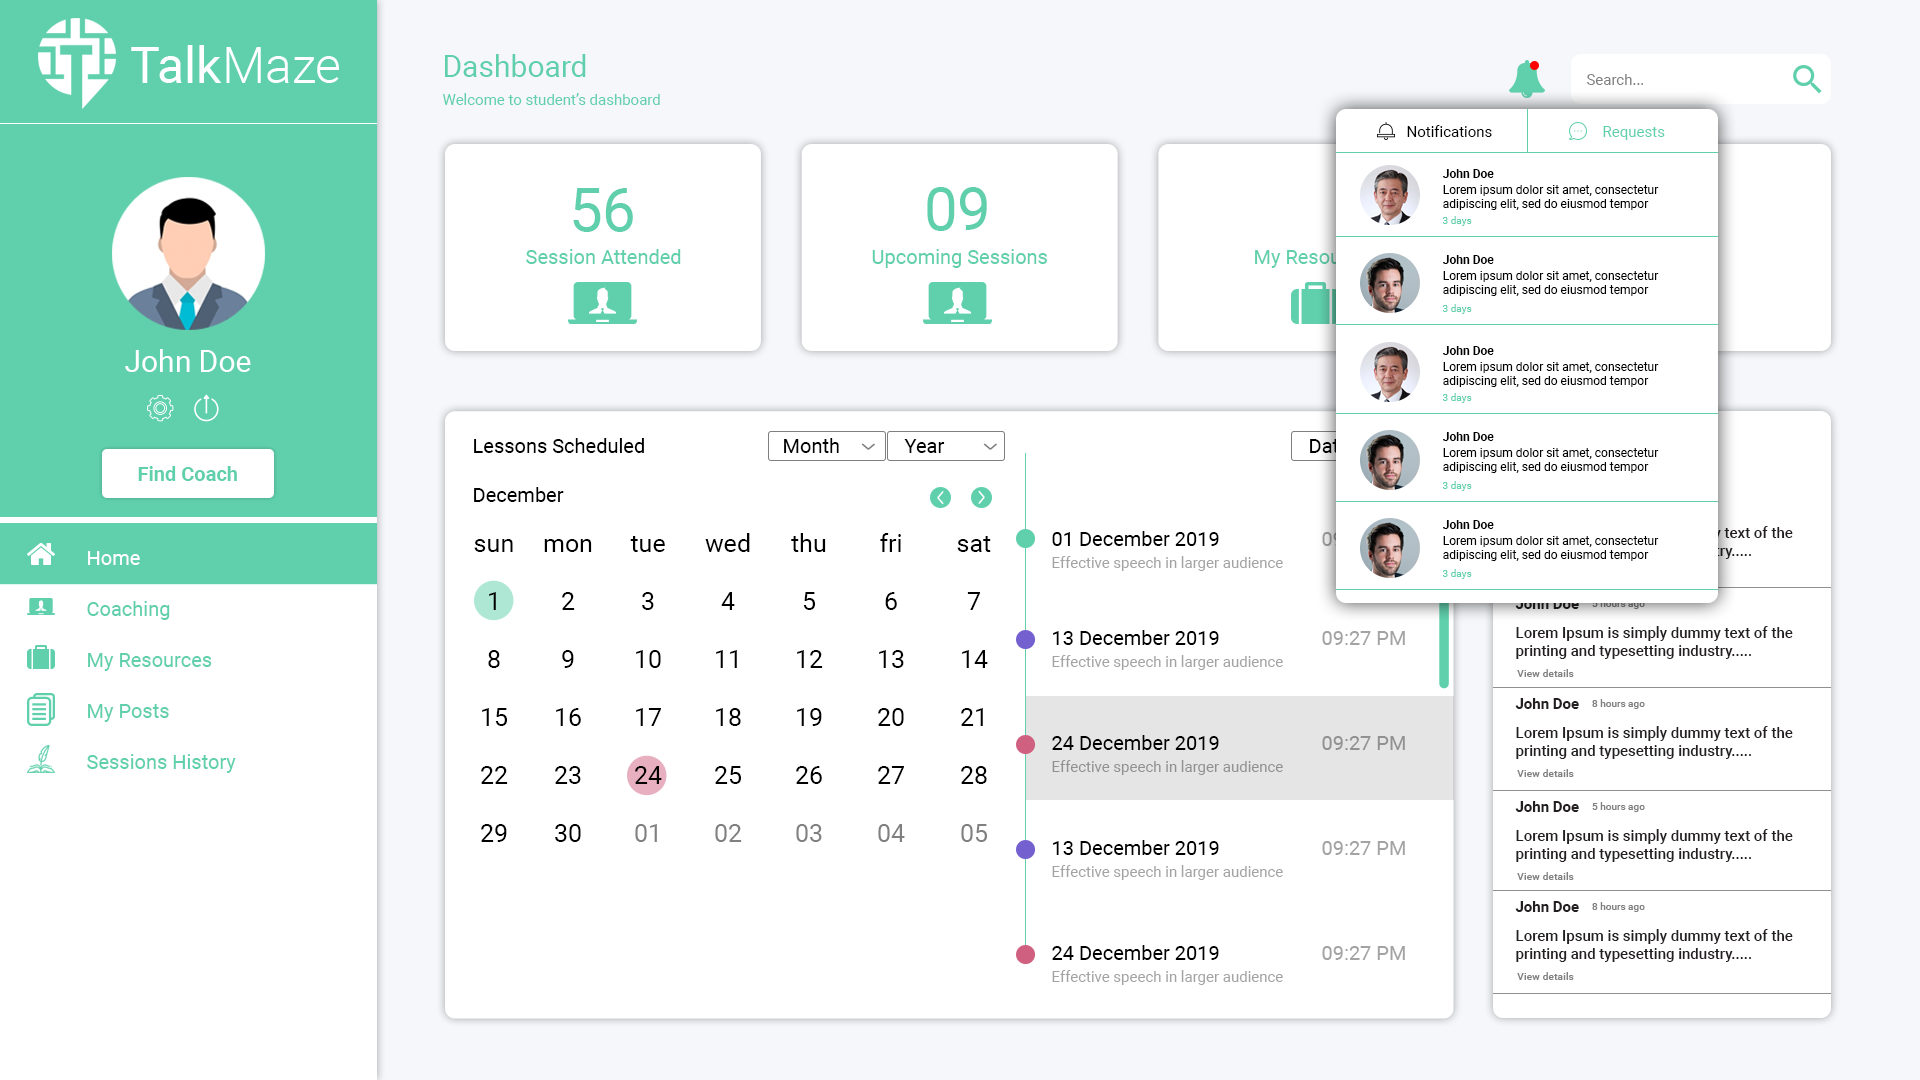 TalkMaze
John Doe
Find Coach
Home
Coaching
My Resources
My Posts
Sessions History
Dashboard
Welcome to student's dashboard
Search...
56
Session Attended
09
Upcoming Sessions
My
Notifications
Requests
John Doe
Lorem ipsum dolor sit amet, consectetur
adipiscing elit, sed do eiusmod tempor
3 days
John Doe
Lorem ipsum dolor sit amet, consectetur
adipiscing elit, sed do eiusmod tempor
3 days
John Doe
Lorem ipsum dolor sit amet, consectetur
adipiscing elit, sed do eiusmod tempor
3 days
John Doe
Lorem ipsum dolor sit amet, consectetur
adipiscing elit, sed do eiusmod tempor
3 days
John Doe
Lorem ipsum dolor sit amet, consectetur
adipiscing elit, sed do eiusmod tempor
3 days
Lessons Scheduled
Month
Year
December
sun mon tue wed thu fri sat
1 2 3 4 5 6 7
8 9 10 11 12 13 14
15 16 17 18 19 20 21
22 23 24 25 26 27 28
29 30 01 02 03 04 05
01 December 2019
Effective speech in larger audience
13 December 2019 09:27 PM
Effective speech in larger audience
24 December 2019 09:27 PM
Effective speech in larger audience
13 December 2019 09:27 PM
Effective speech in larger audience
24 December 2019 09:27 PM
Effective speech in larger audience
text of the
John Doe 5 hours ago
Lorem Ipsum is simply dummy text of the
printing and typesetting industry.....
View details
John Doe 8 hours ago
Lorem Ipsum is simply dummy text of the
printing and typesetting industry.....
View details
John Doe 5 hours ago
Lorem Ipsum is simply dummy text of the
printing and typesetting industry.....
View details
John Doe 8 hours ago
Lorem Ipsum is simply dummy text of the
printing and typesetting industry.....
View details